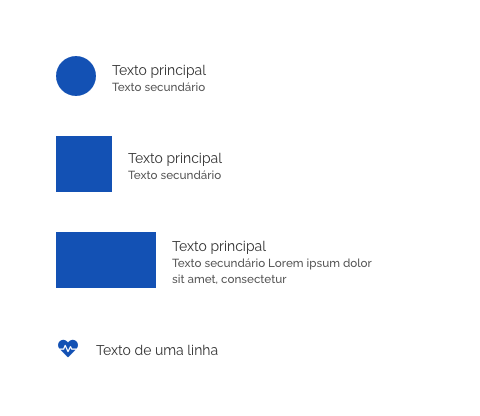 Texto principal
Texto secundário
Texto principal
Texto secundário
Texto principal
Texto secundário Lorem ipsum dolor
sit amet, consectetur
Texto de uma linha